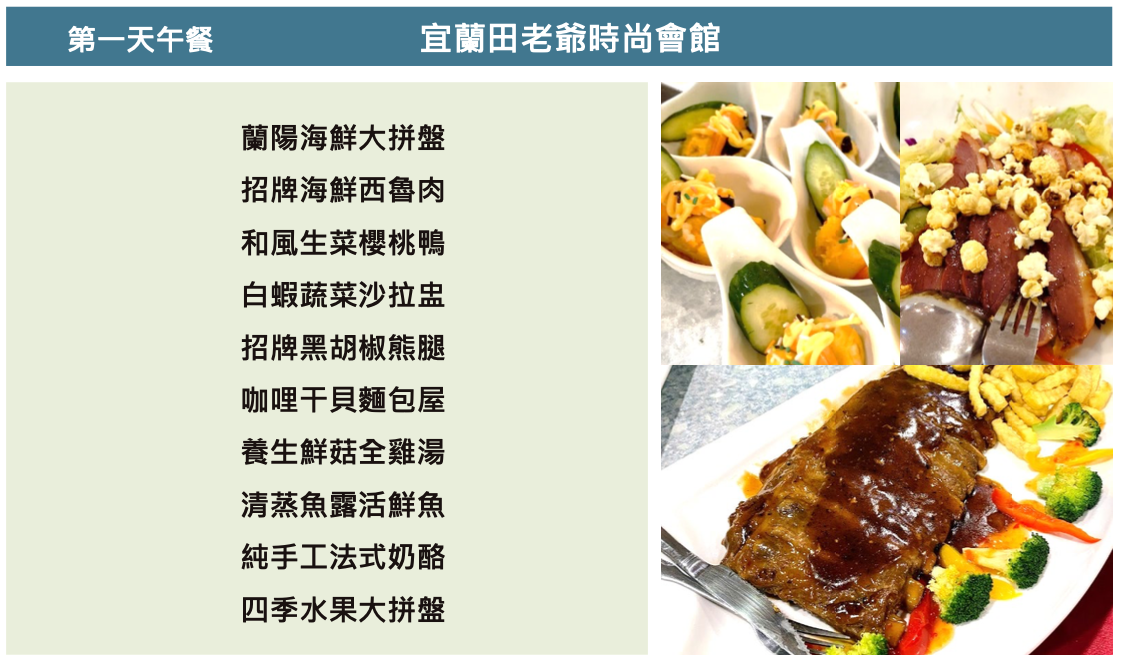 第一天午餐
宜蘭田老爺時尚會館
蘭陽海鮮大拼盤
招牌海鮮西魯肉
和風生菜櫻桃鴨
白蝦蔬菜沙拉盅
招牌黑胡椒熊腿
咖哩干貝麵包屋
養生鮮菇全雞湯
清蒸魚露活鮮魚
純手工法式奶酪
四季水果大拼盤